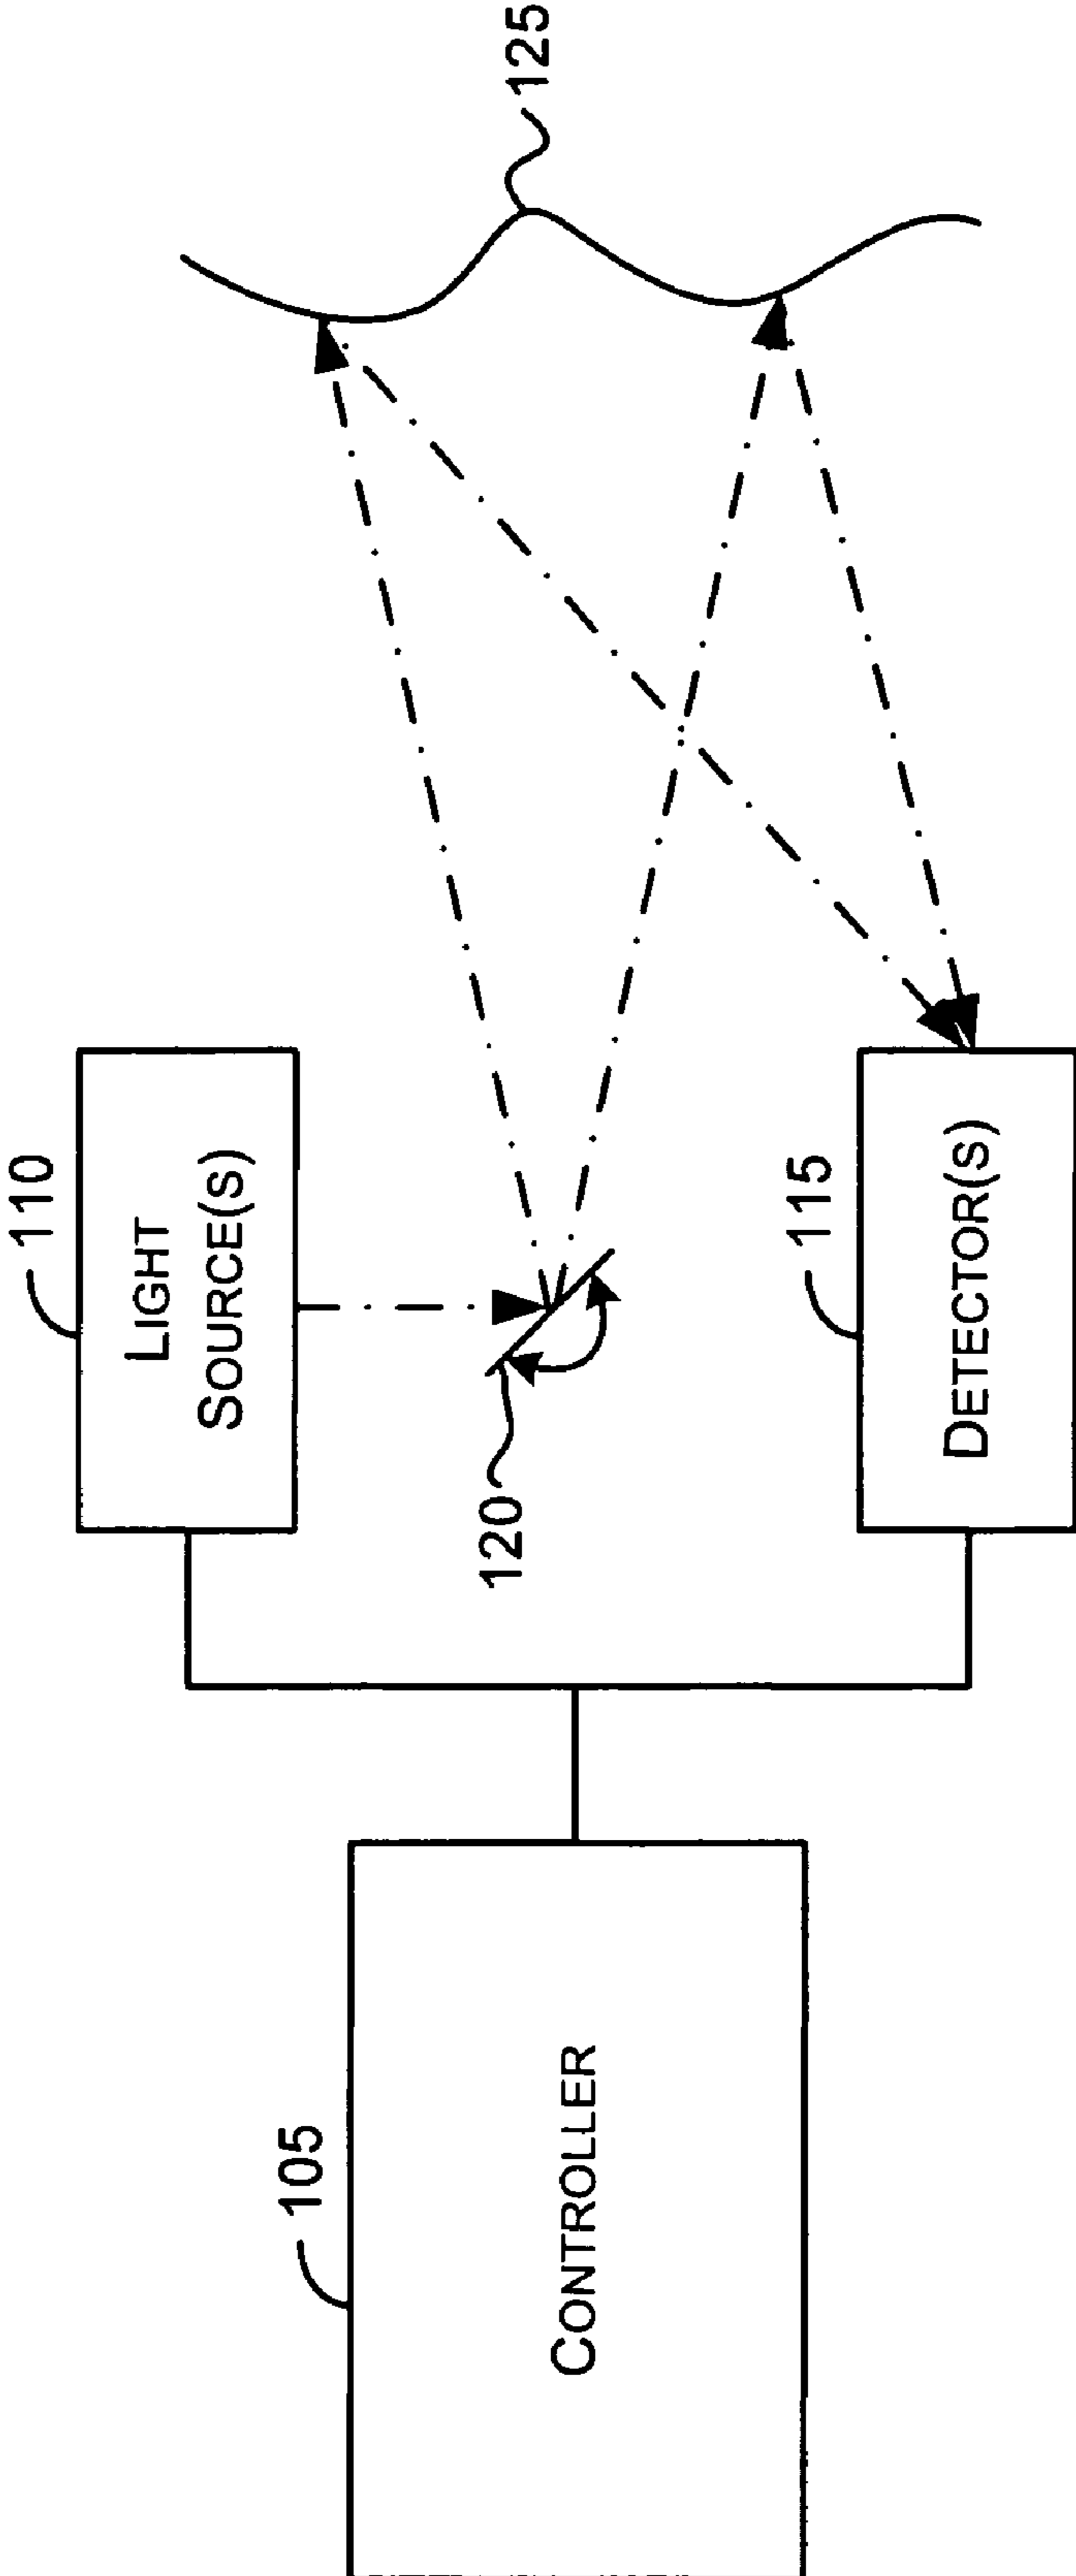 105
CONTROLLER
110
LIGHT
SOURCE(S)
120
115
DETECTOR(S)
125